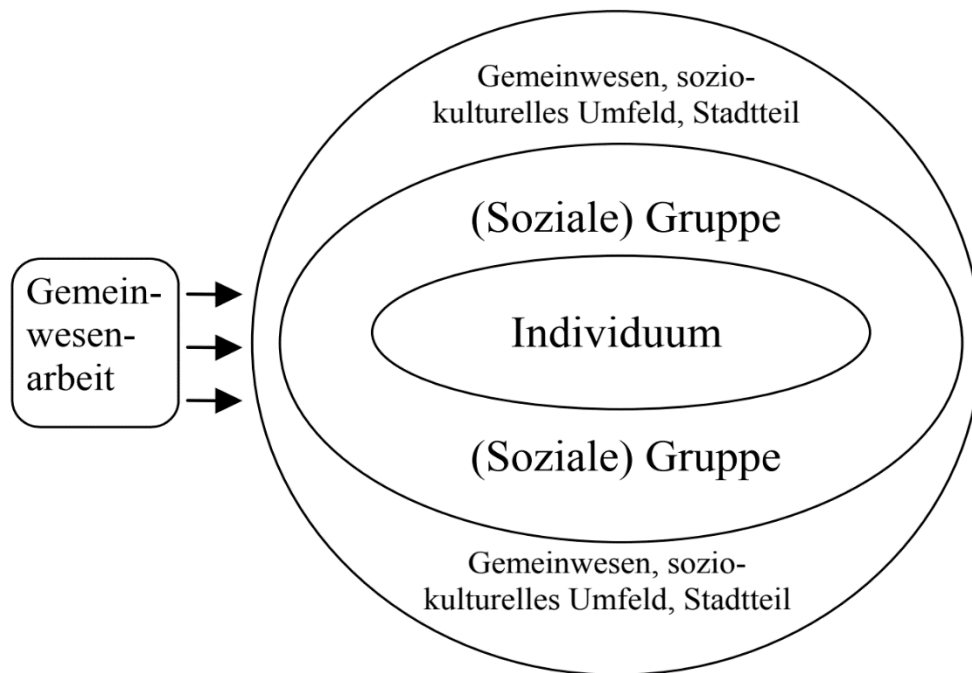 Gemeinwesen, sozio-
kulturelles Umfeld, Stadtteil
(Soziale) Gruppe
Gemein-
wesen-
arbeit
Individuum
(Soziale) Gruppe
Gemeinwesen, sozio-
kulturelles Umfeld, Stadtteil